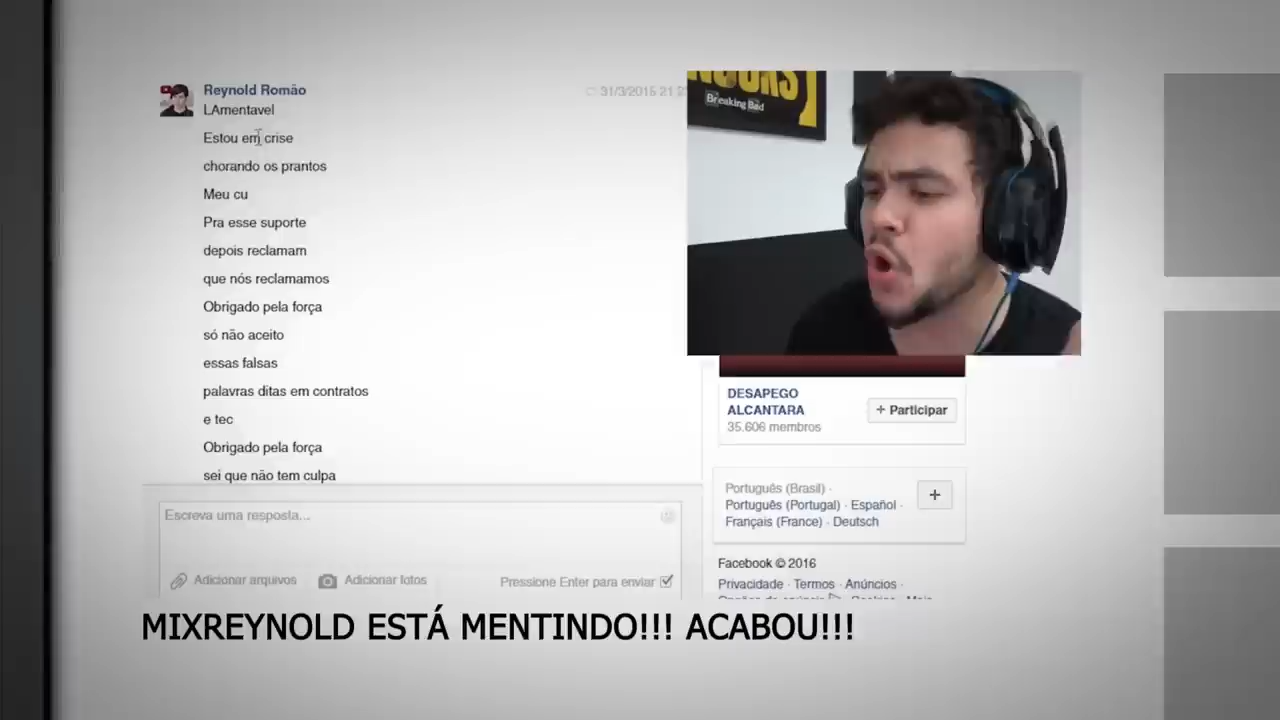 Reynold Romão
31/3/2015 21
LAmentavel
Estou em crise
chorando os prantos
Meu cu
Pra esse suporte
depois reclamam
que nós reclamamos
Obrigado pela força
só não aceito
essas falsas
palavras ditas em contratos
e tec
Obrigado pela força
sei que não tem culpa
Breaking Bad
DESAPEGO
ALCANTARA
+ Participar
35.606 membros
Português (Brasil) ·
Português (Portugal) · Español ·
Français (France) · Deutsch
+
Facebook © 2016
Privacidade · Termos · Anúncios ·
Escreva uma resposta...
Adicionar arquivos
Adicionar fotos
Pressione Enter para enviar
MIXREYNOLD ESTÁ MENTINDO!!! ACABOU!!!